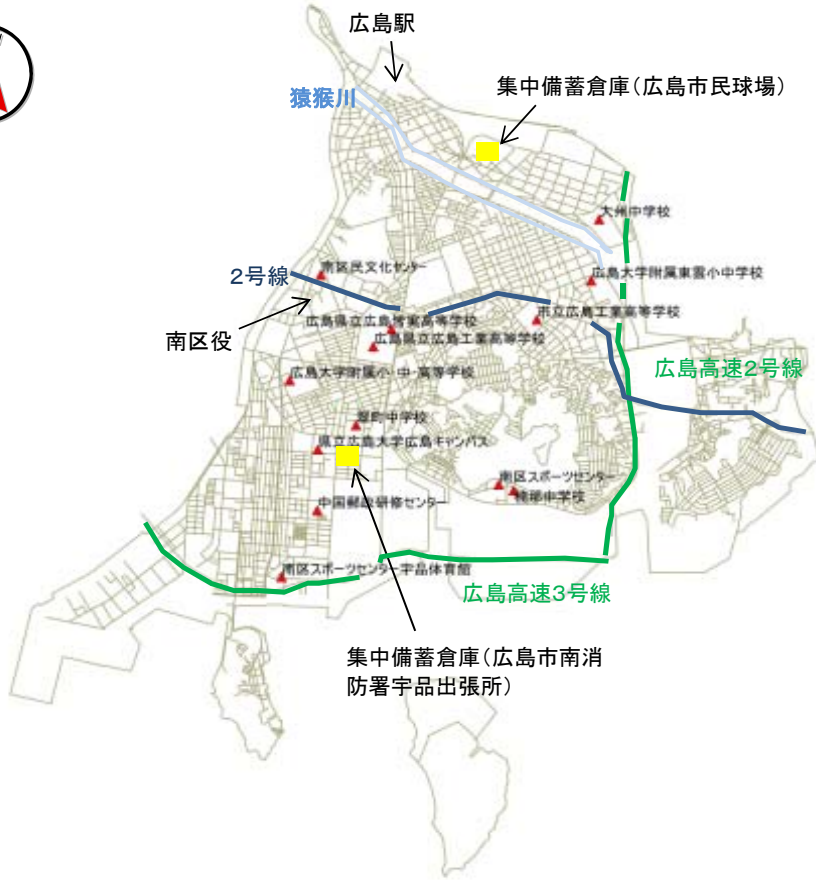 広島駅
集中備蓄倉庫(広島市民球場)
猿猴川
大州中学校
2号線
南区民文化センター
広島大学附属東雲小中学校
南区役
広島県立広島皆実高等学校
市立広島工業高等学校
広島県立広島工業高等学校
広島高速2号線
広島大学附属小・中・高等学校
翠町中学校
県立広島大学広島キャンパス
南区スポーツセンター
楠那中学校
中国郵政研修センター
南区スポーツセンター宇品体育館
広島高速3号線
集中備蓄倉庫(広島市南消
防署宇品出張所)